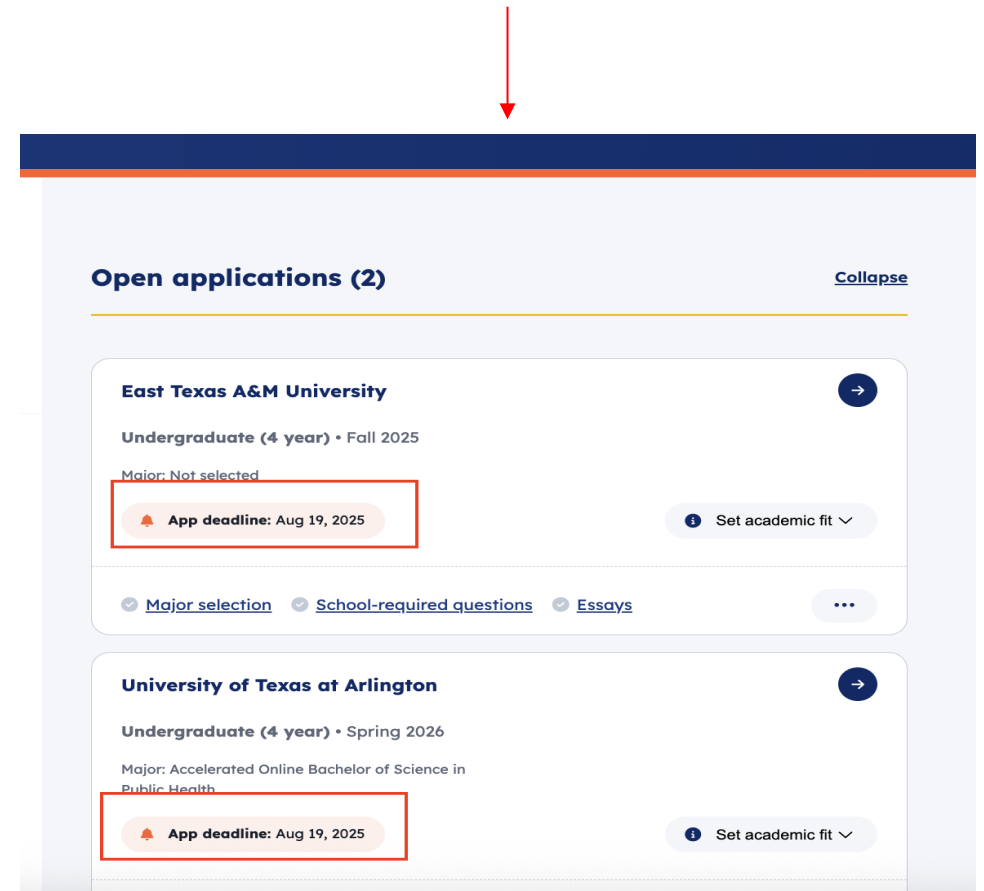 Open applications (2)
Collapse
East Texas A&M University
Undergraduate (4 year) • Fall 2025
Major: Not selected
App deadline: Aug 19, 2025
Set academic fit
Major selection
School-required questions
Essays
University of Texas at Arlington
Undergraduate (4 year) • Spring 2026
Major: Accelerated Online Bachelor of Science in
Public Health
App deadline: Aug 19, 2025
Set academic fit